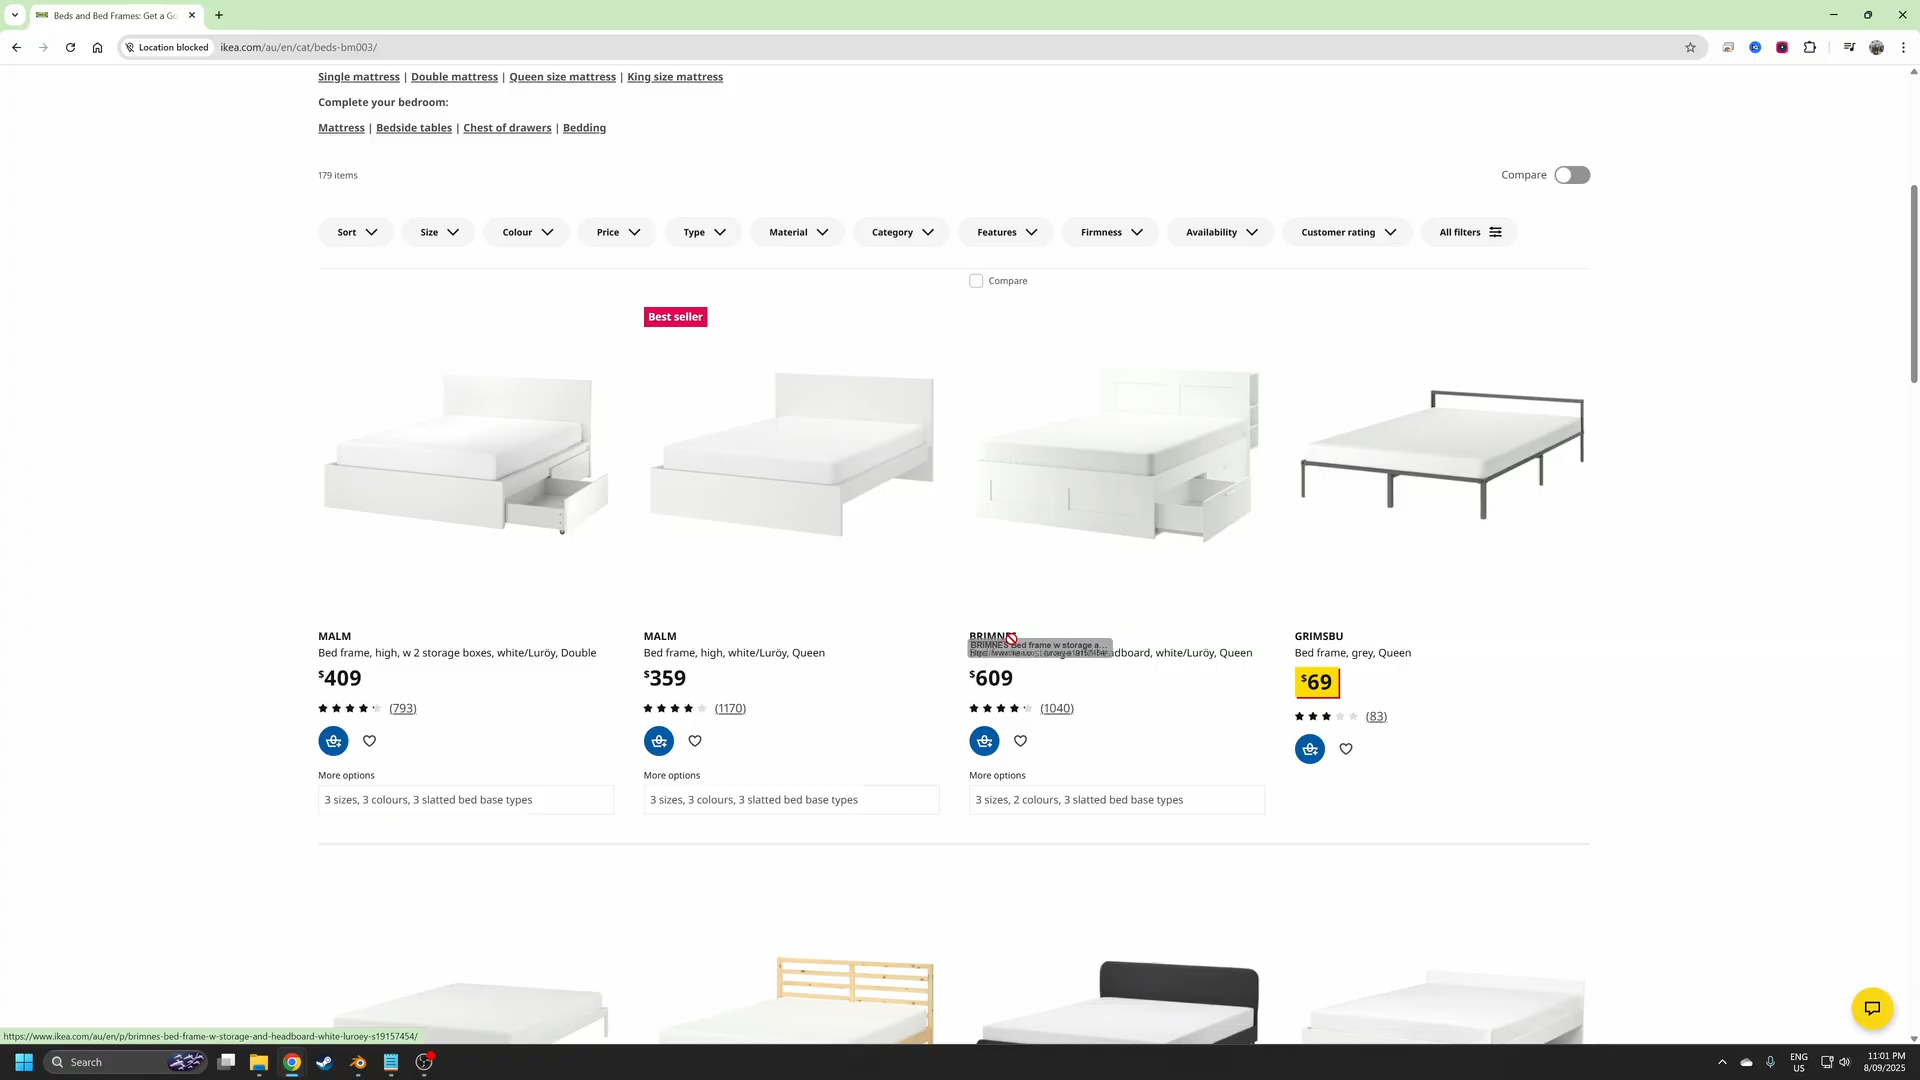 Beds and Bed Frames: Get a Go
Location blocked
ikea.com/au/en/cat/beds-bm003/
Single mattress | Double mattress | Queen size mattress | King size mattress
Complete your bedroom:
Mattress | Bedside tables | Chest of drawers | Bedding
179 items
Compare
Sort Size Colour Price Type Material Category Features Firmness Availability Customer rating All filters
Compare
Best seller
MALM
Bed frame, high, w 2 storage boxes, white/Luröy, Double
$409
(793)
More options
3 sizes, 3 colours, 3 slatted bed base types
MALM
Bed frame, high, white/Luröy, Queen
$359
(1170)
More options
3 sizes, 3 colours, 3 slatted bed base types
BRIMNES
BRIMNES Bed frame w storage a...
headboard, white/Luröy, Queen
$609
(1040)
More options
3 sizes, 2 colours, 3 slatted bed base types
GRIMSBU
Bed frame, grey, Queen
$69
(83)
https://www.ikea.com/au/en/p/brimnes-bed-frame-w-storage-and-headboard-white-luroey-s19157454/
Search
ENG
US
11:01 PM
8/09/2025